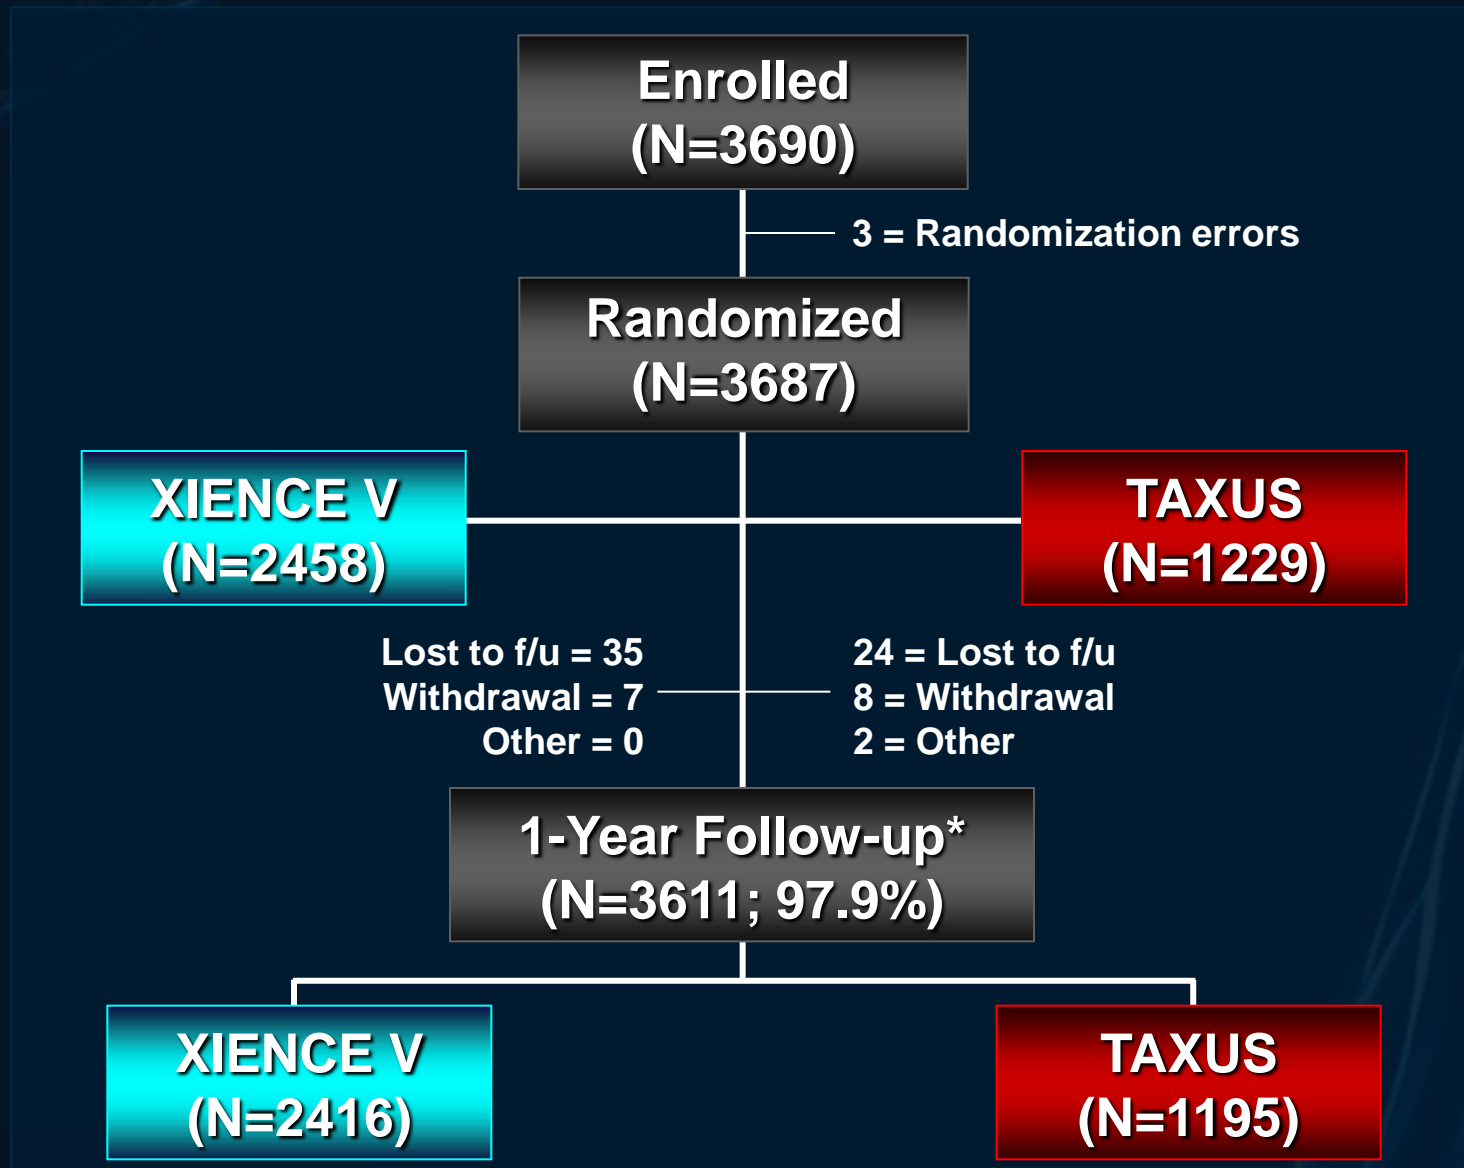 Enrolled
(N=3690)
3 = Randomization errors
Randomized
(N=3687)
XIENCE V
(N=2458)
TAXUS
(N=1229)
Lost to f/u = 35
Withdrawal = 7
Other = 0
24 = Lost to f/u
8 = Withdrawal
2 = Other
1-Year Follow-up*
(N=3611; 97.9%)
XIENCE V
(N=2416)
TAXUS
(N=1195)